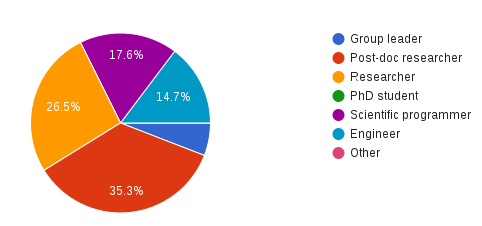 17.6%
14.7%
26.5%
35.3%
Group leader
Post-doc researcher
Researcher
PhD student
Scientific programmer
Engineer
Other